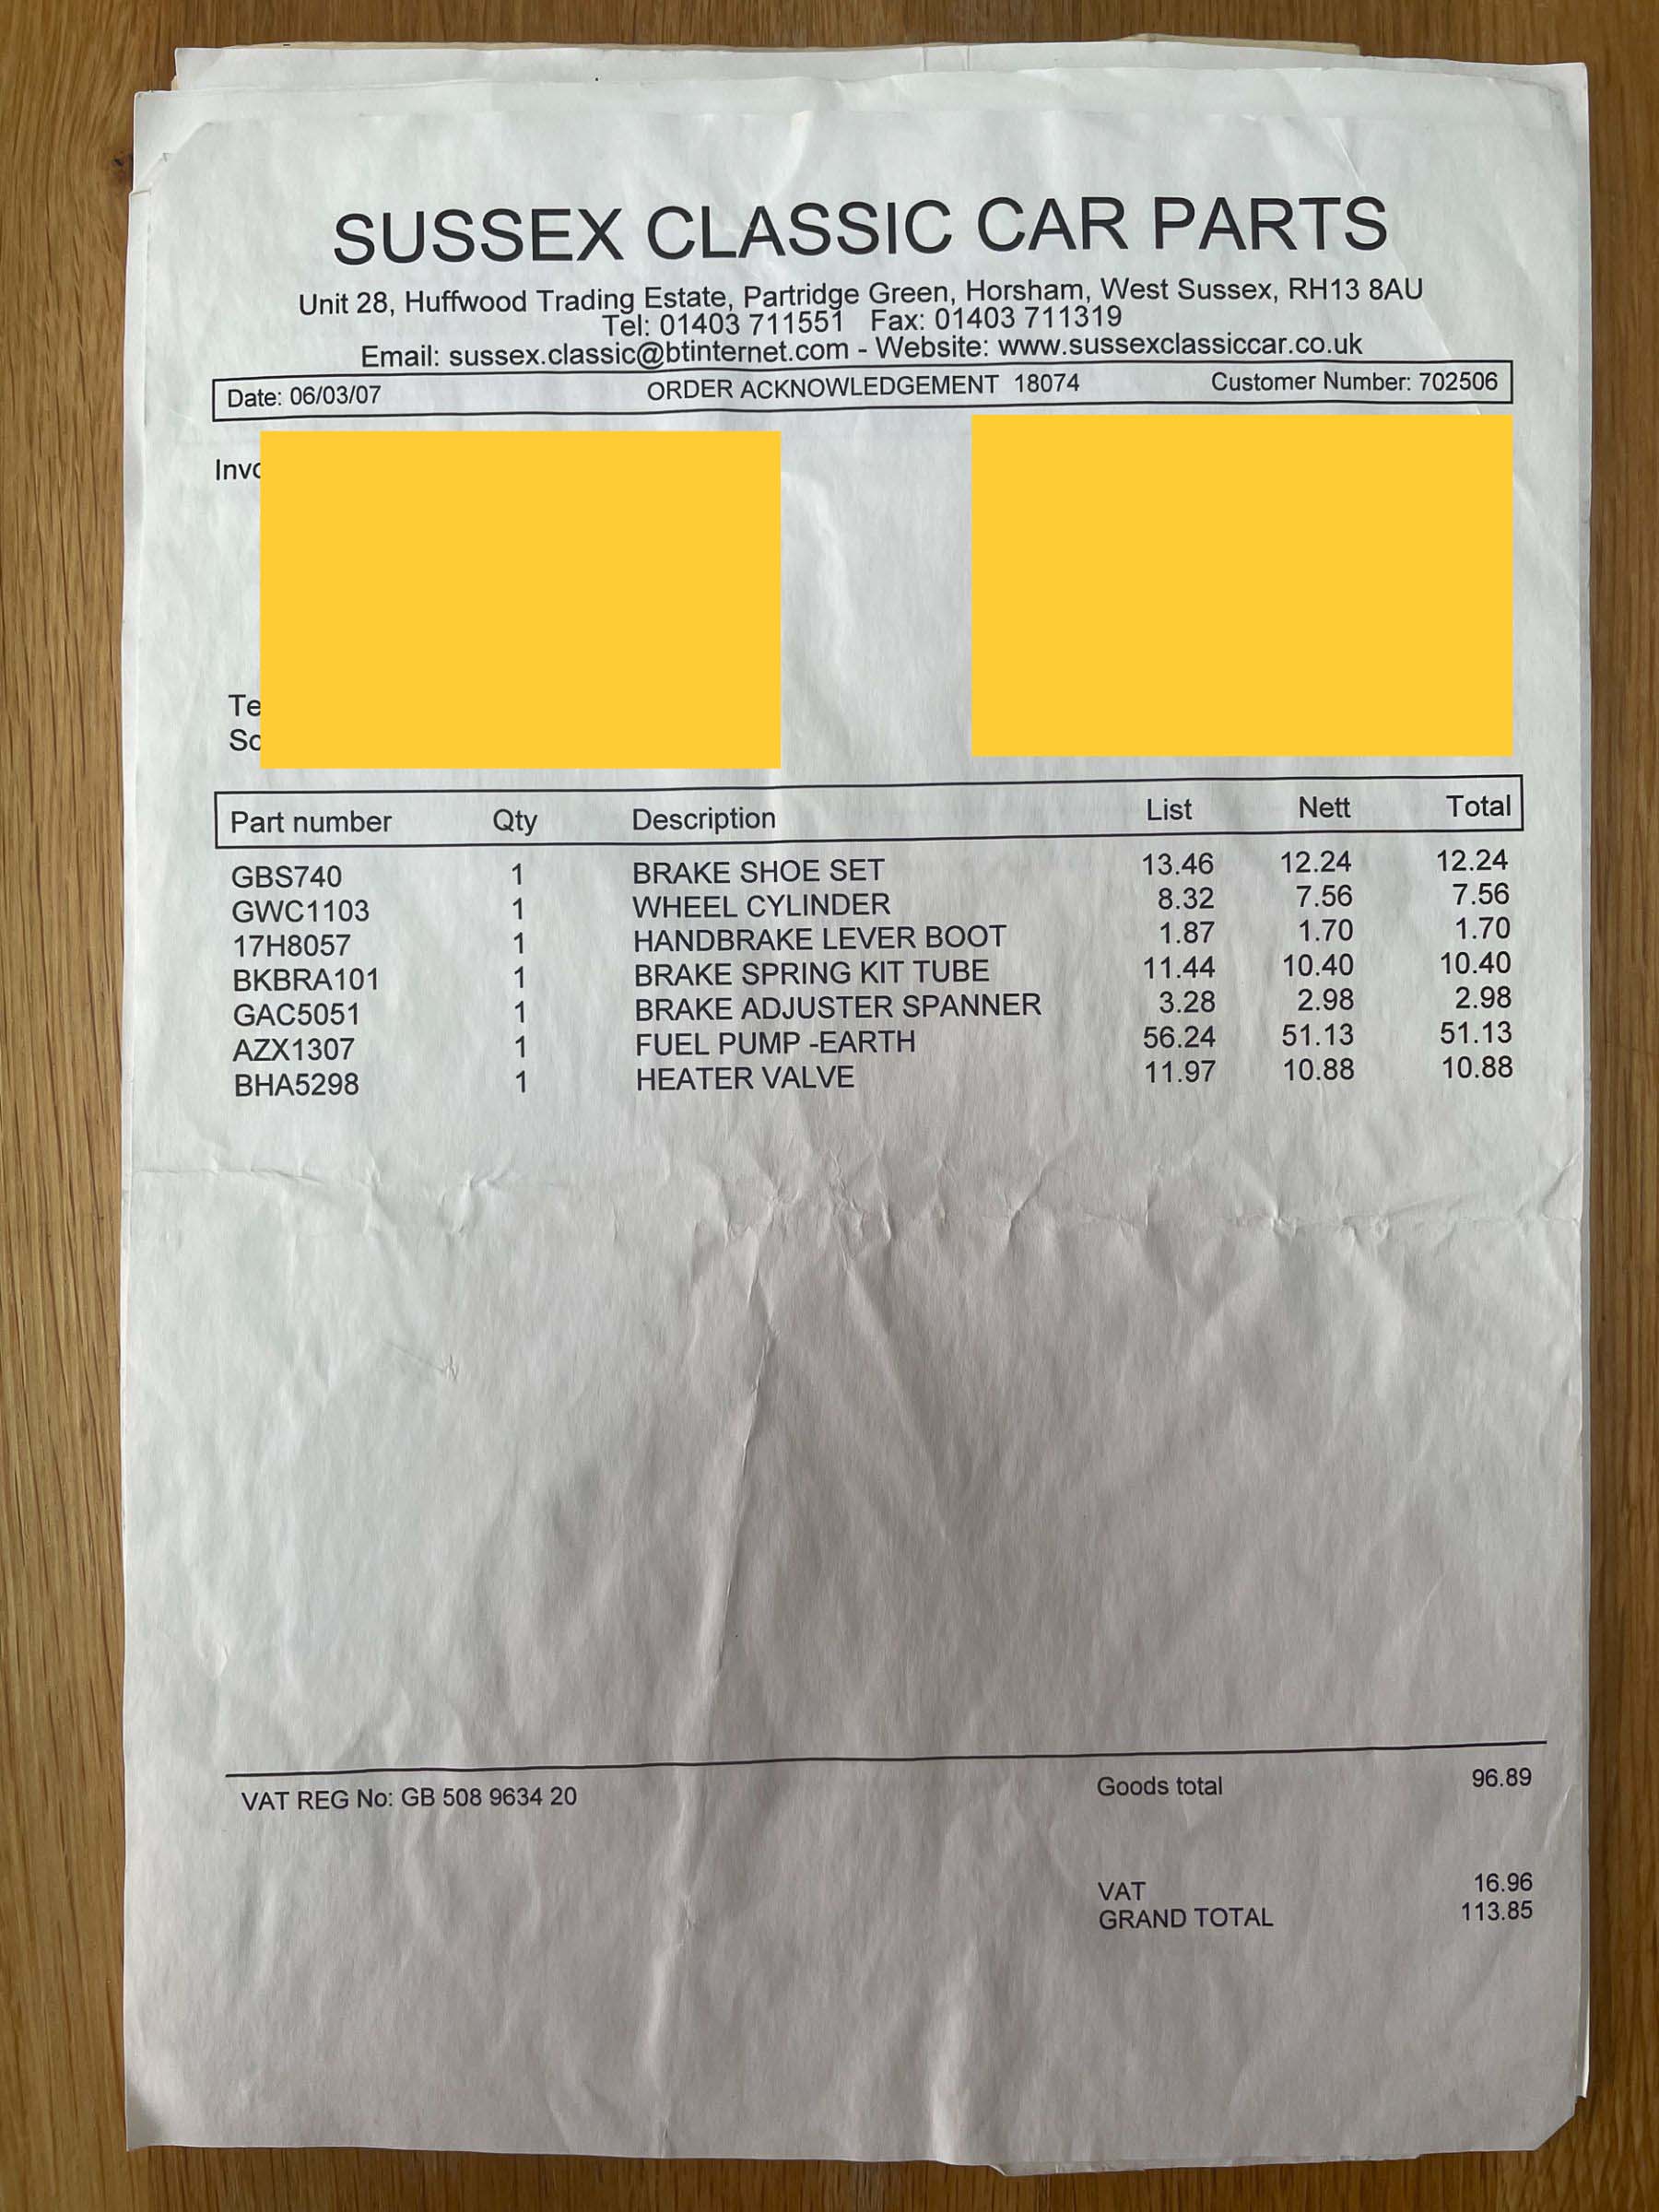 SUSSEX CLASSIC CAR PARTS
Unit 28, Huffwood Trading Estate, Partridge Green, Horsham, West Sussex, RH13 8AU
Tel: 01403 711551 Fax: 01403 711319
Email: sussex.classic@btinternet.com - Website: www.sussexclassiccar.co.uk
Date: 06/03/07 ORDER ACKNOWLEDGEMENT 18074 Customer Number: 702506
Part number Qty Description List Nett Total
GBS740 1 BRAKE SHOE SET 13.46 12.24 12.24
GWC1103 1 WHEEL CYLINDER 8.32 7.56 7.56
17H8057 1 HANDBRAKE LEVER BOOT 1.87 1.70 1.70
BKBRA101 1 BRAKE SPRING KIT TUBE 11.44 10.40 10.40
GAC5051 1 BRAKE ADJUSTER SPANNER 3.28 2.98 2.98
AZX1307 1 FUEL PUMP -EARTH 56.24 51.13 51.13
BHA5298 1 HEATER VALVE 11.97 10.88 10.88
VAT REG No: GB 508 9634 20 Goods total 96.89
VAT 16.96
GRAND TOTAL 113.85